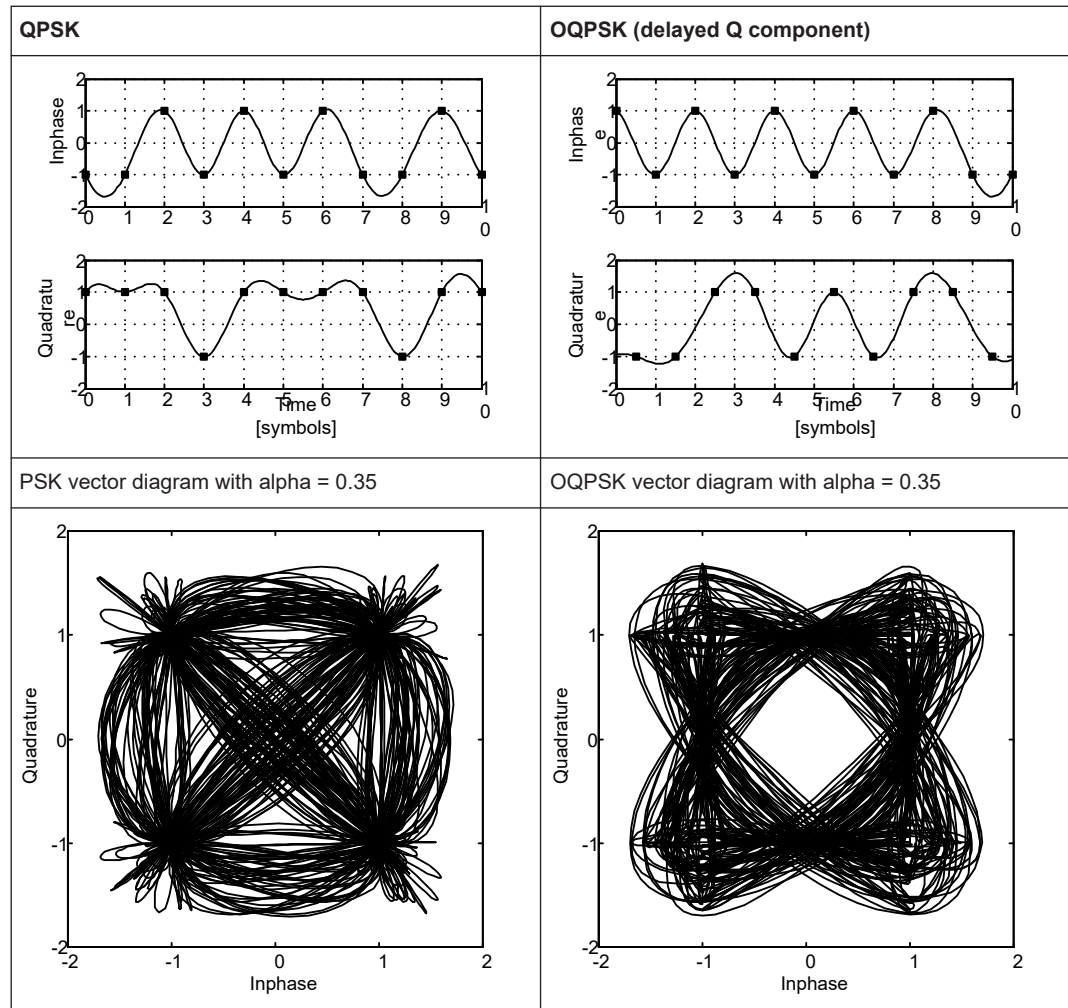 QPSK
OQPSK (delayed Q component)
2
1
0
-1
-2
Inphase
0 1 2 3 4 5 6 7 8 9 1
0
2
1
0
-1
-2
Inphas
e
0 1 2 3 4 5 6 7 8 9 1
0
2
1
0
-1
-2
Quadratu
re
0 1 2 3 4 5 6 7 8 9 1
0
Time
[symbols]
2
1
0
-1
-2
Quadratur
e
0 1 2 3 4 5 6 7 8 9 1
0
Time
[symbols]
PSK vector diagram with alpha = 0.35
OQPSK vector diagram with alpha = 0.35
2
1
0
-1
-2
Quadrature
-2 -1 0 1 2
Inphase
2
1
0
-1
-2
Quadrature
-2 -1 0 1 2
Inphase